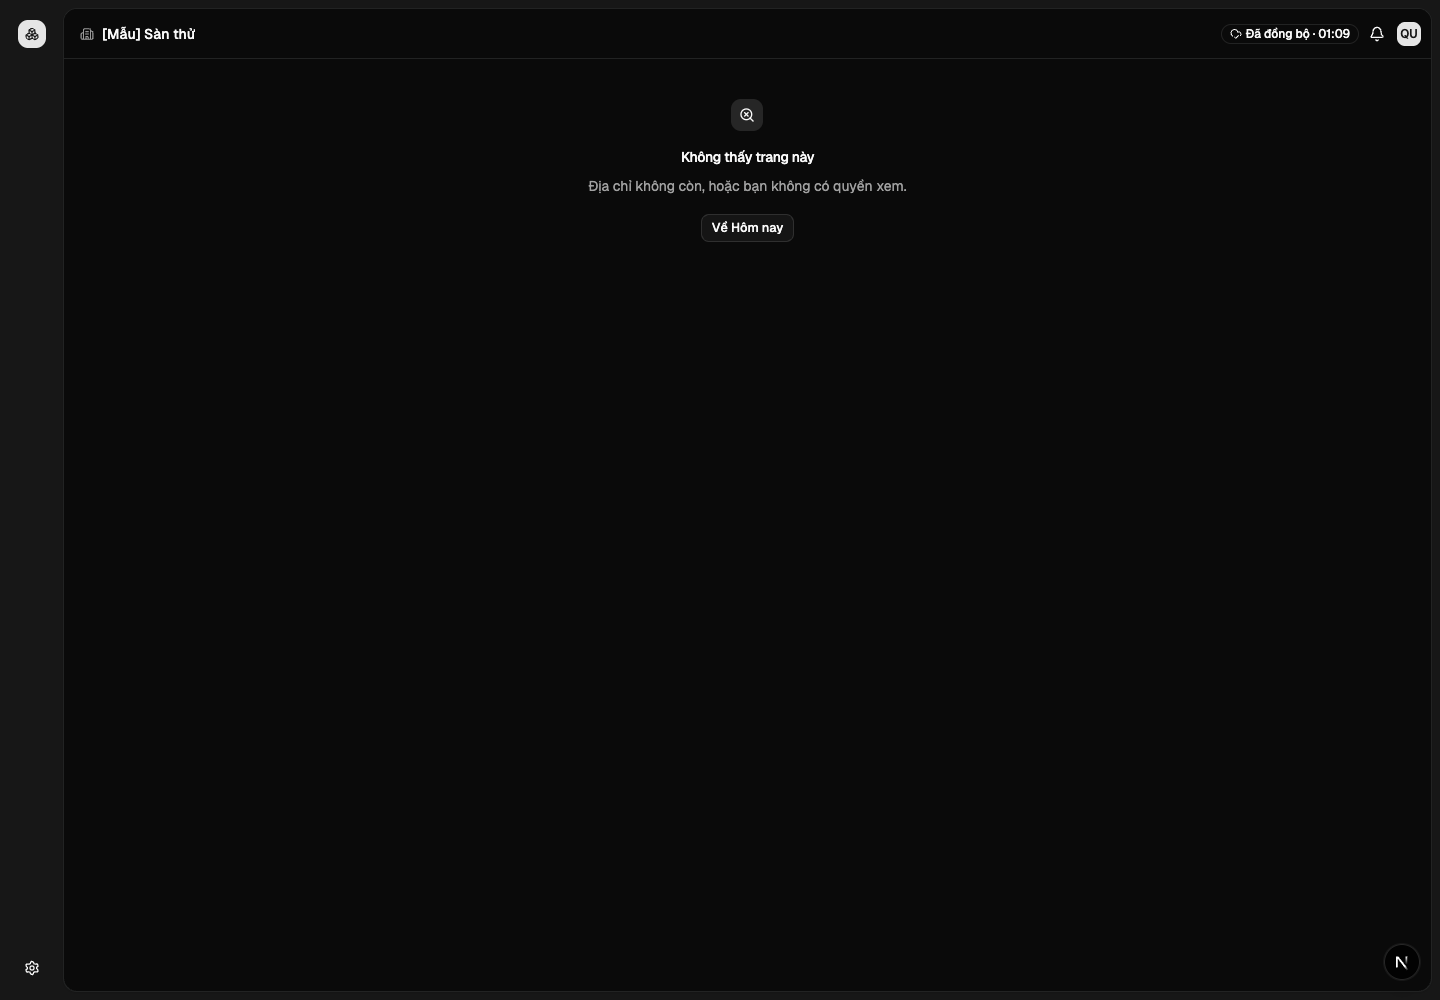 [Mẫu] Sàn thử
Đã đồng bộ · 01:09
QU
Không thấy trang này
Địa chỉ không còn, hoặc bạn không có quyền xem.
Về Hôm nay
N